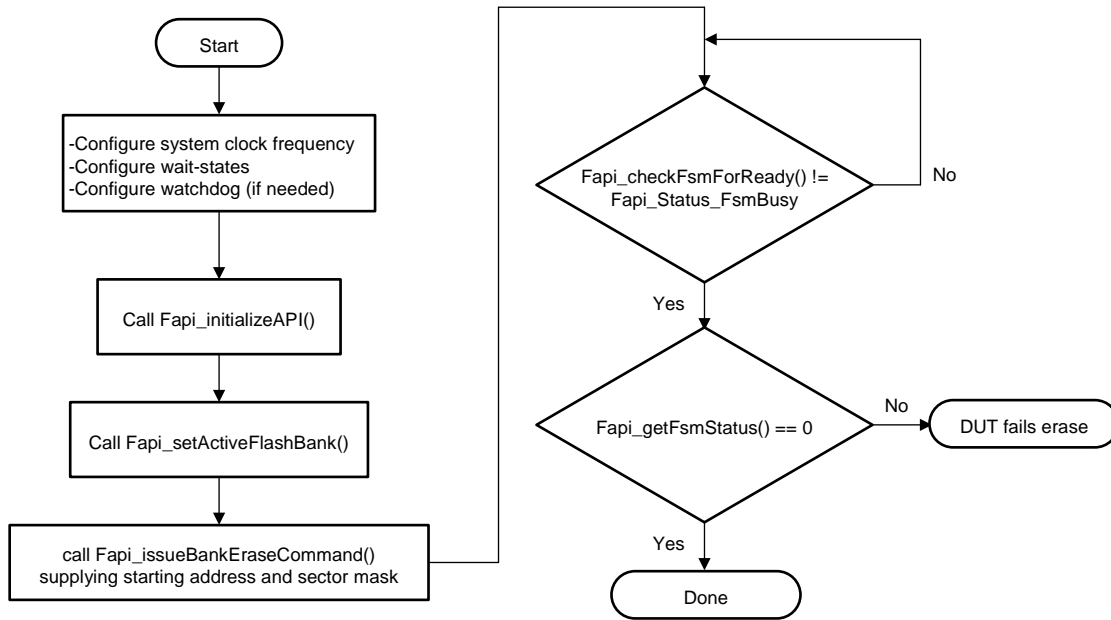 Start
-Configure system clock frequency
-Configure wait-states
-Configure watchdog (if needed)
Call Fapi_initializeAPI()
Call Fapi_setActiveFlashBank()
call Fapi_issueBankEraseCommand()
supplying starting address and sector mask
Fapi_checkFsmForReady() !=
Fapi_Status_FsmBusy
No
Yes
Fapi_getFsmStatus() == 0
No
DUT fails erase
Yes
Done